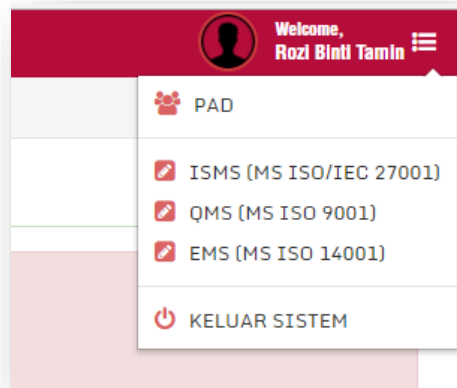 Welcome,
Rozi Binti Tamin
PAD
ISMS (MS ISO/IEC 27001)
QMS (MS ISO 9001)
EMS (MS ISO 14001)
KELUAR SISTEM